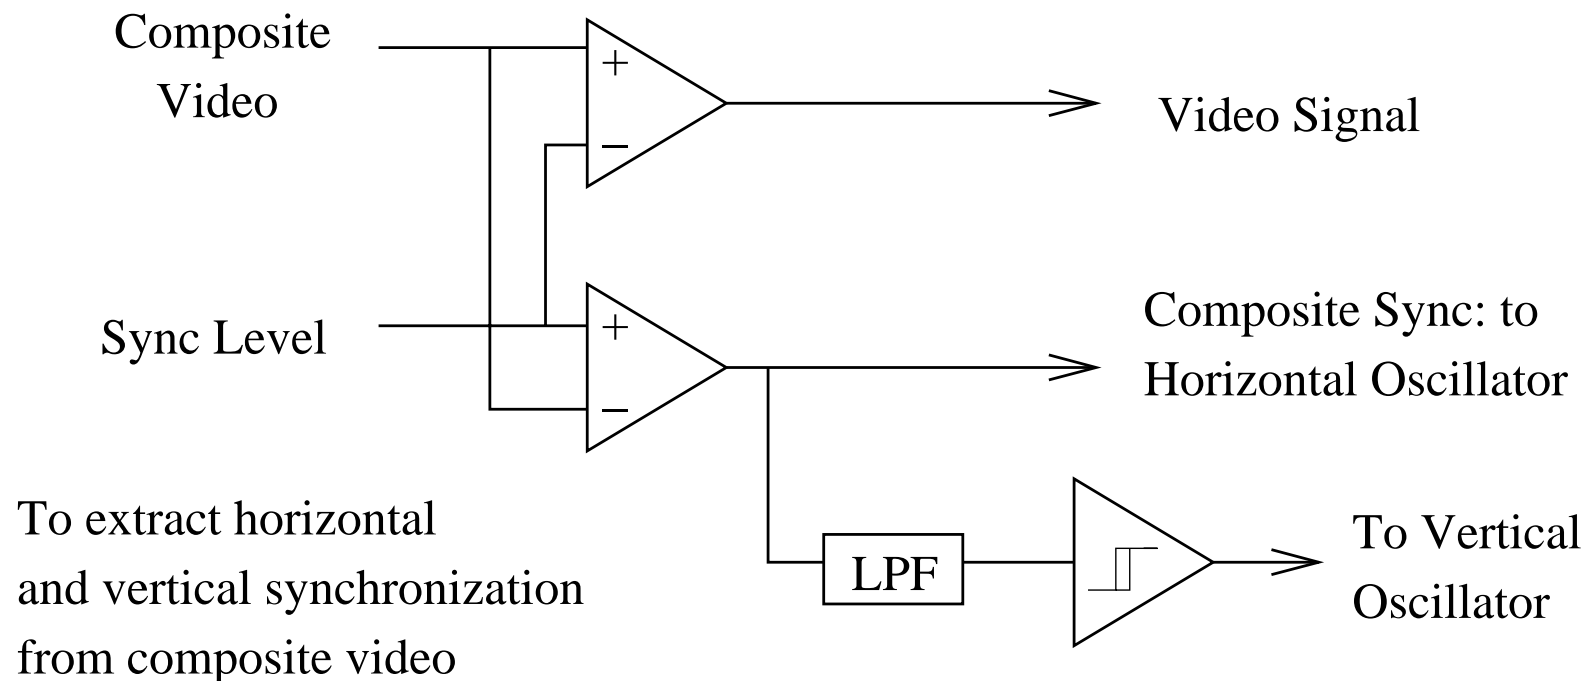 Composite
Video
+
−
Video Signal
Sync Level
+
−
Composite Sync: to
Horizontal Oscillator
LPF
To Vertical
Oscillator
To extract horizontal
and vertical synchronization
from composite video